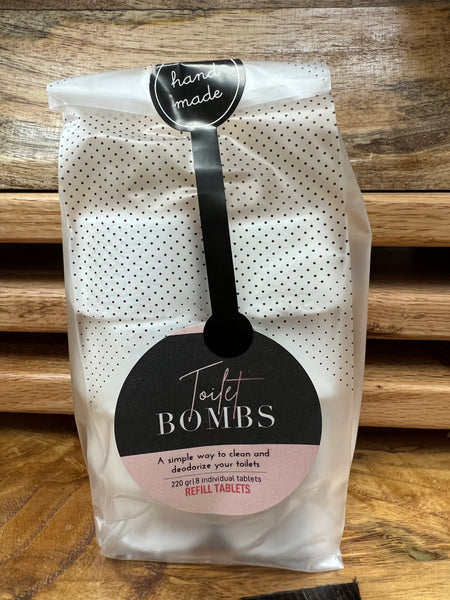 hand
made
Toilet
BOMBS
A simple way to clean and
deodorize your toilets
220 gr|8 individual tablets
REFILL TABLETS